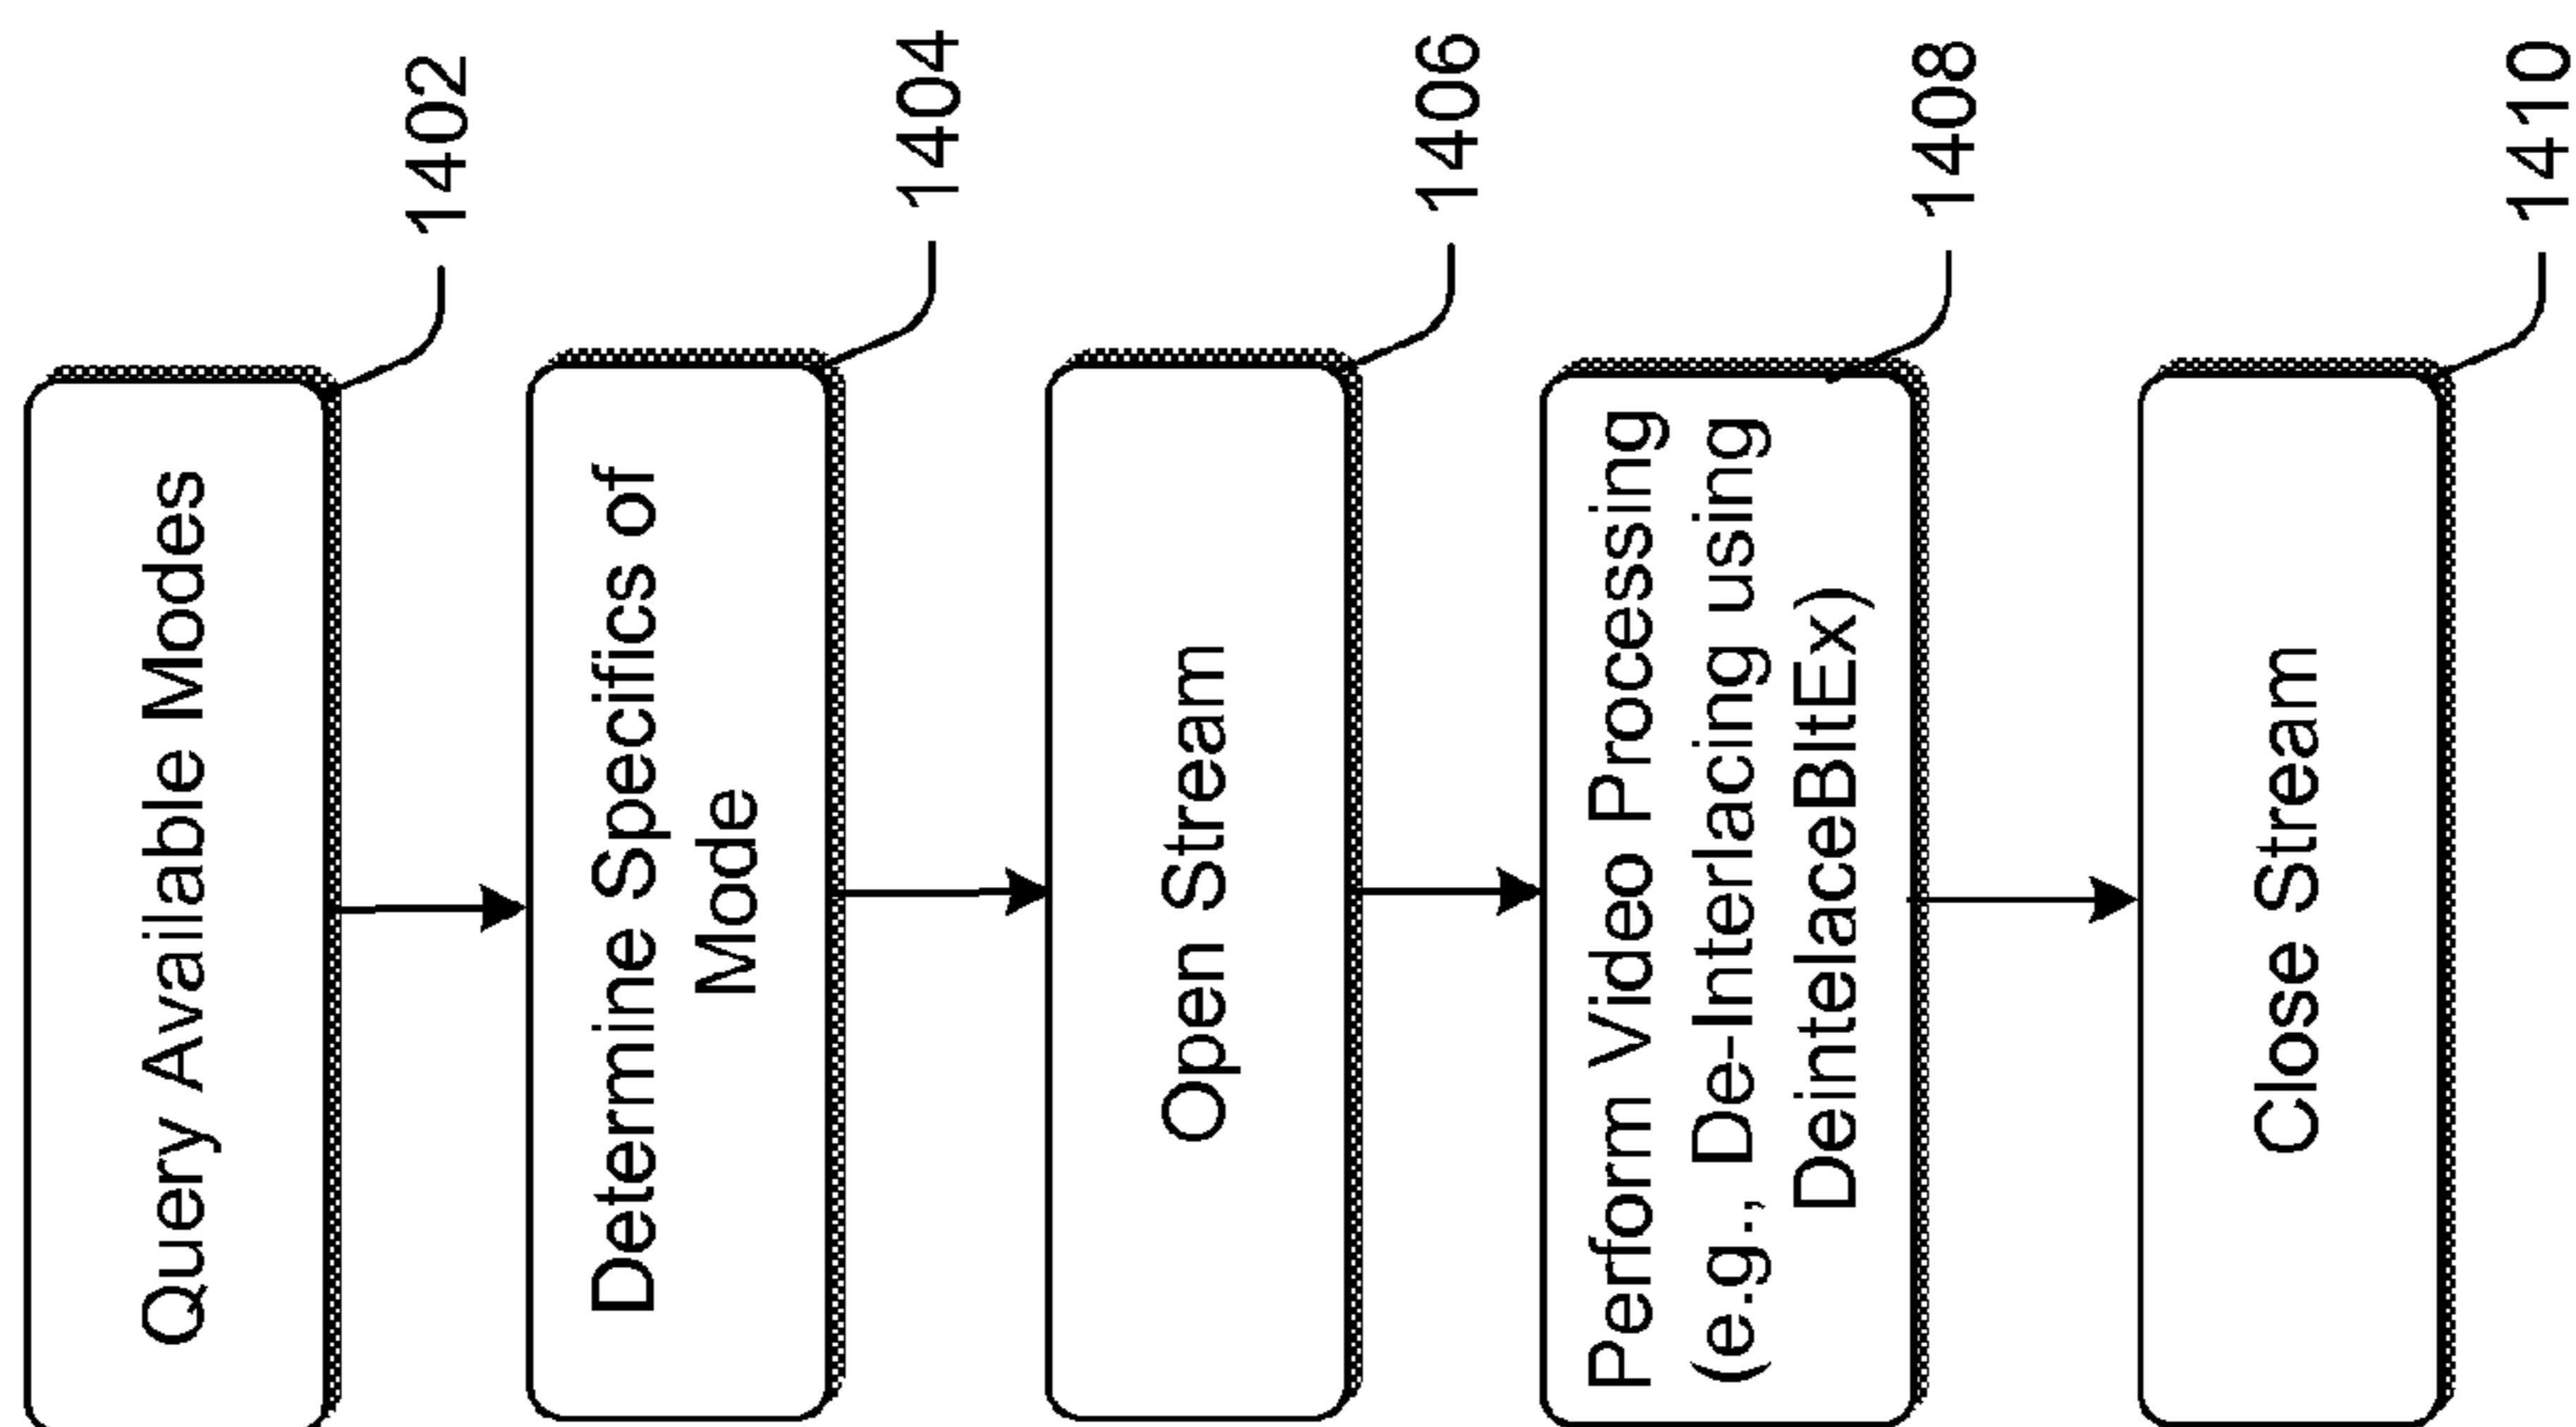 Query Available Modes
1402
Determine Specifics of
Mode
1404
Open Stream
1406
Perform Video Processing
(e.g., De-Interlacing using
DeintelaceBltEx)
1408
Close Stream
1410